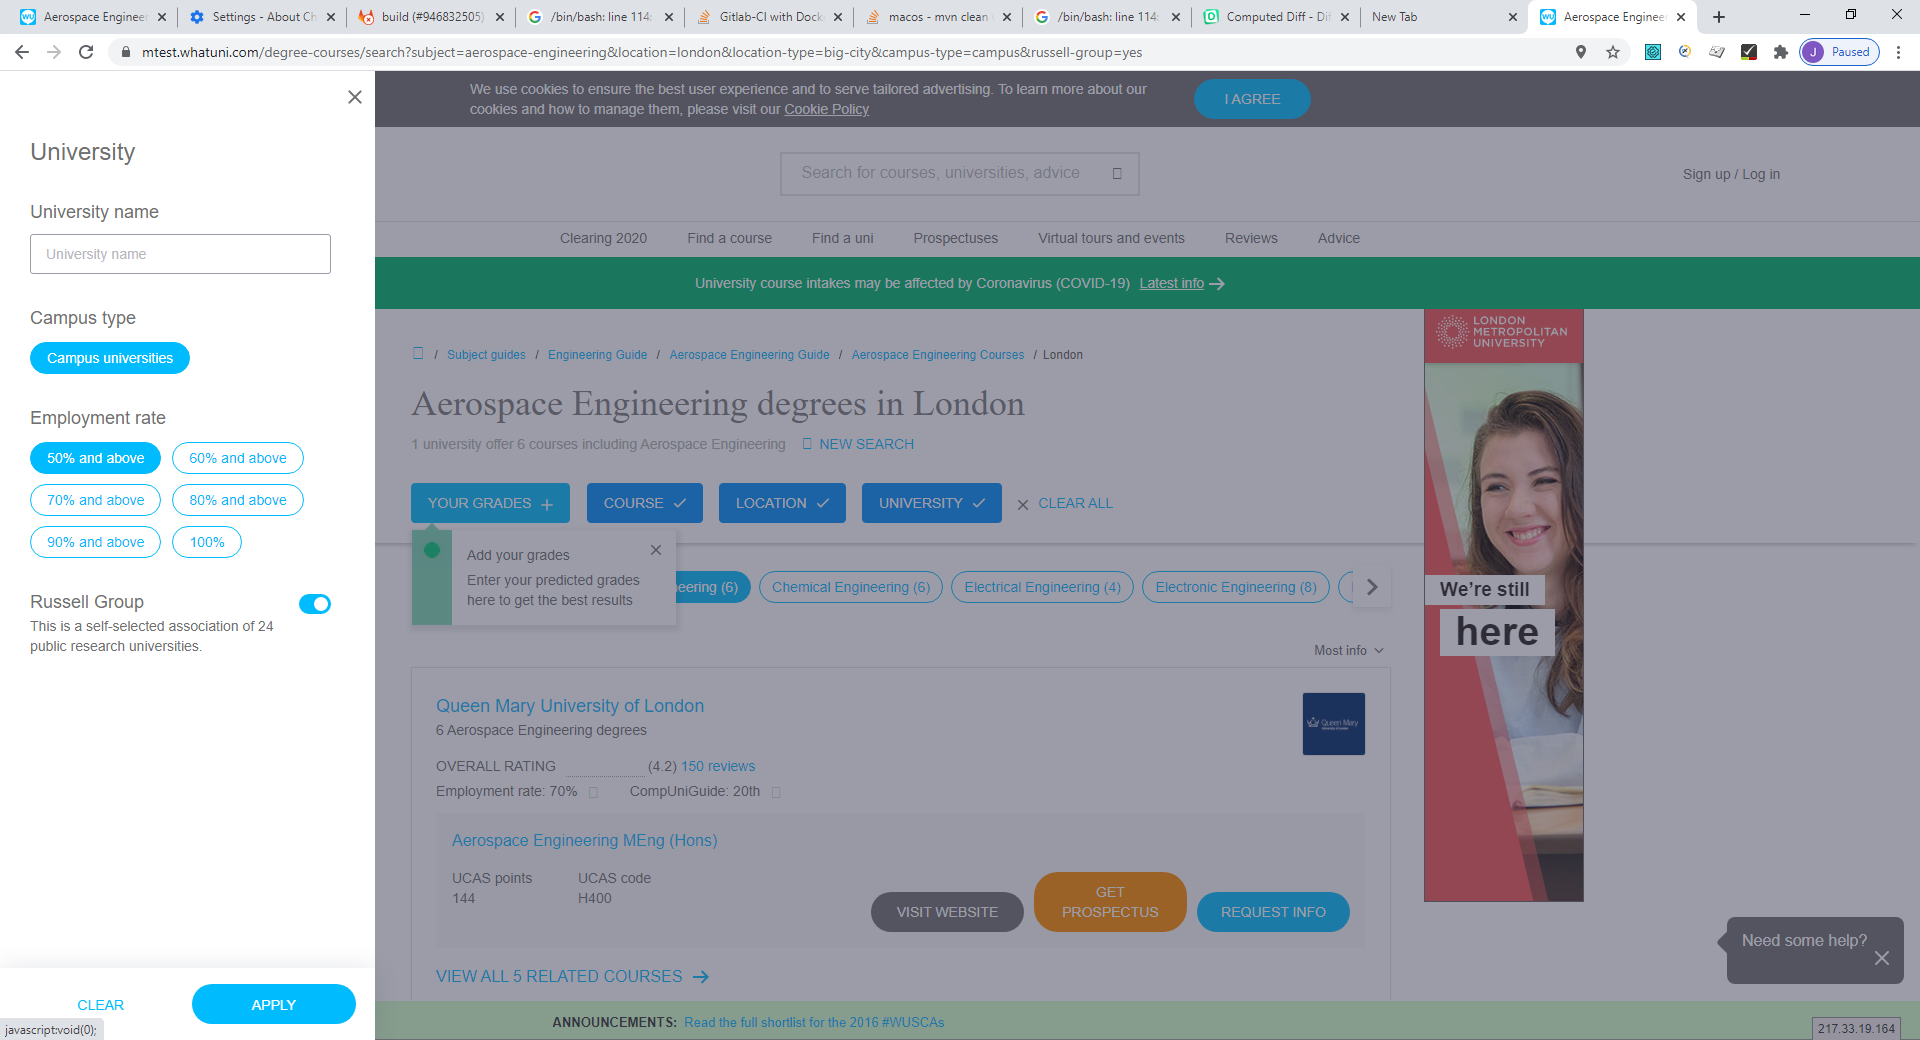 Aerospace Engineer
Settings - About Ch
build (#946832505)
/bin/bash: line 114:
Gitlab-CI with Dock
macos - mvn clean
/bin/bash: line 114:
Computed Diff - Dif
New Tab
Aerospace Engineer
mtest.whatuni.com/degree-courses/search?subject=aerospace-engineering&location=london&location-type=big-city&campus-type=campus&russell-group=yes
J Paused
University
University name
University name
Campus type
Campus universities
Employment rate
50% and above 60% and above
70% and above 80% and above
90% and above 100%
Russell Group
This is a self-selected association of 24
public research universities.
CLEAR APPLY
javascript:void(0);
We use cookies to ensure the best user experience and to serve tailored advertising. To learn more about our
cookies and how to manage them, please visit our Cookie Policy
I AGREE
Search for courses, universities, advice
Sign up / Log in
Clearing 2020 Find a course Find a uni Prospectuses Virtual tours and events Reviews Advice
University course intakes may be affected by Coronavirus (COVID-19) Latest info
/ Subject guides / Engineering Guide / Aerospace Engineering Guide / Aerospace Engineering Courses / London
Aerospace Engineering degrees in London
1 university offer 6 courses including Aerospace Engineering NEW SEARCH
YOUR GRADES COURSE LOCATION UNIVERSITY CLEAR ALL
Add your grades
Enter your predicted grades
here to get the best results
eering (6) Chemical Engineering (6) Electrical Engineering (4) Electronic Engineering (8)
Most info
Queen Mary University of London
6 Aerospace Engineering degrees
Queen Mary
OVERALL RATING (4.2) 150 reviews
Employment rate: 70% CompUniGuide: 20th
Aerospace Engineering MEng (Hons)
UCAS points UCAS code
144 H400
VISIT WEBSITE
GET
PROSPECTUS
REQUEST INFO
VIEW ALL 5 RELATED COURSES
LONDON
METROPOLITAN
UNIVERSITY
We're still
here
Need some help?
ANNOUNCEMENTS: Read the full shortlist for the 2016 #WUSCAs
217.33.19.164